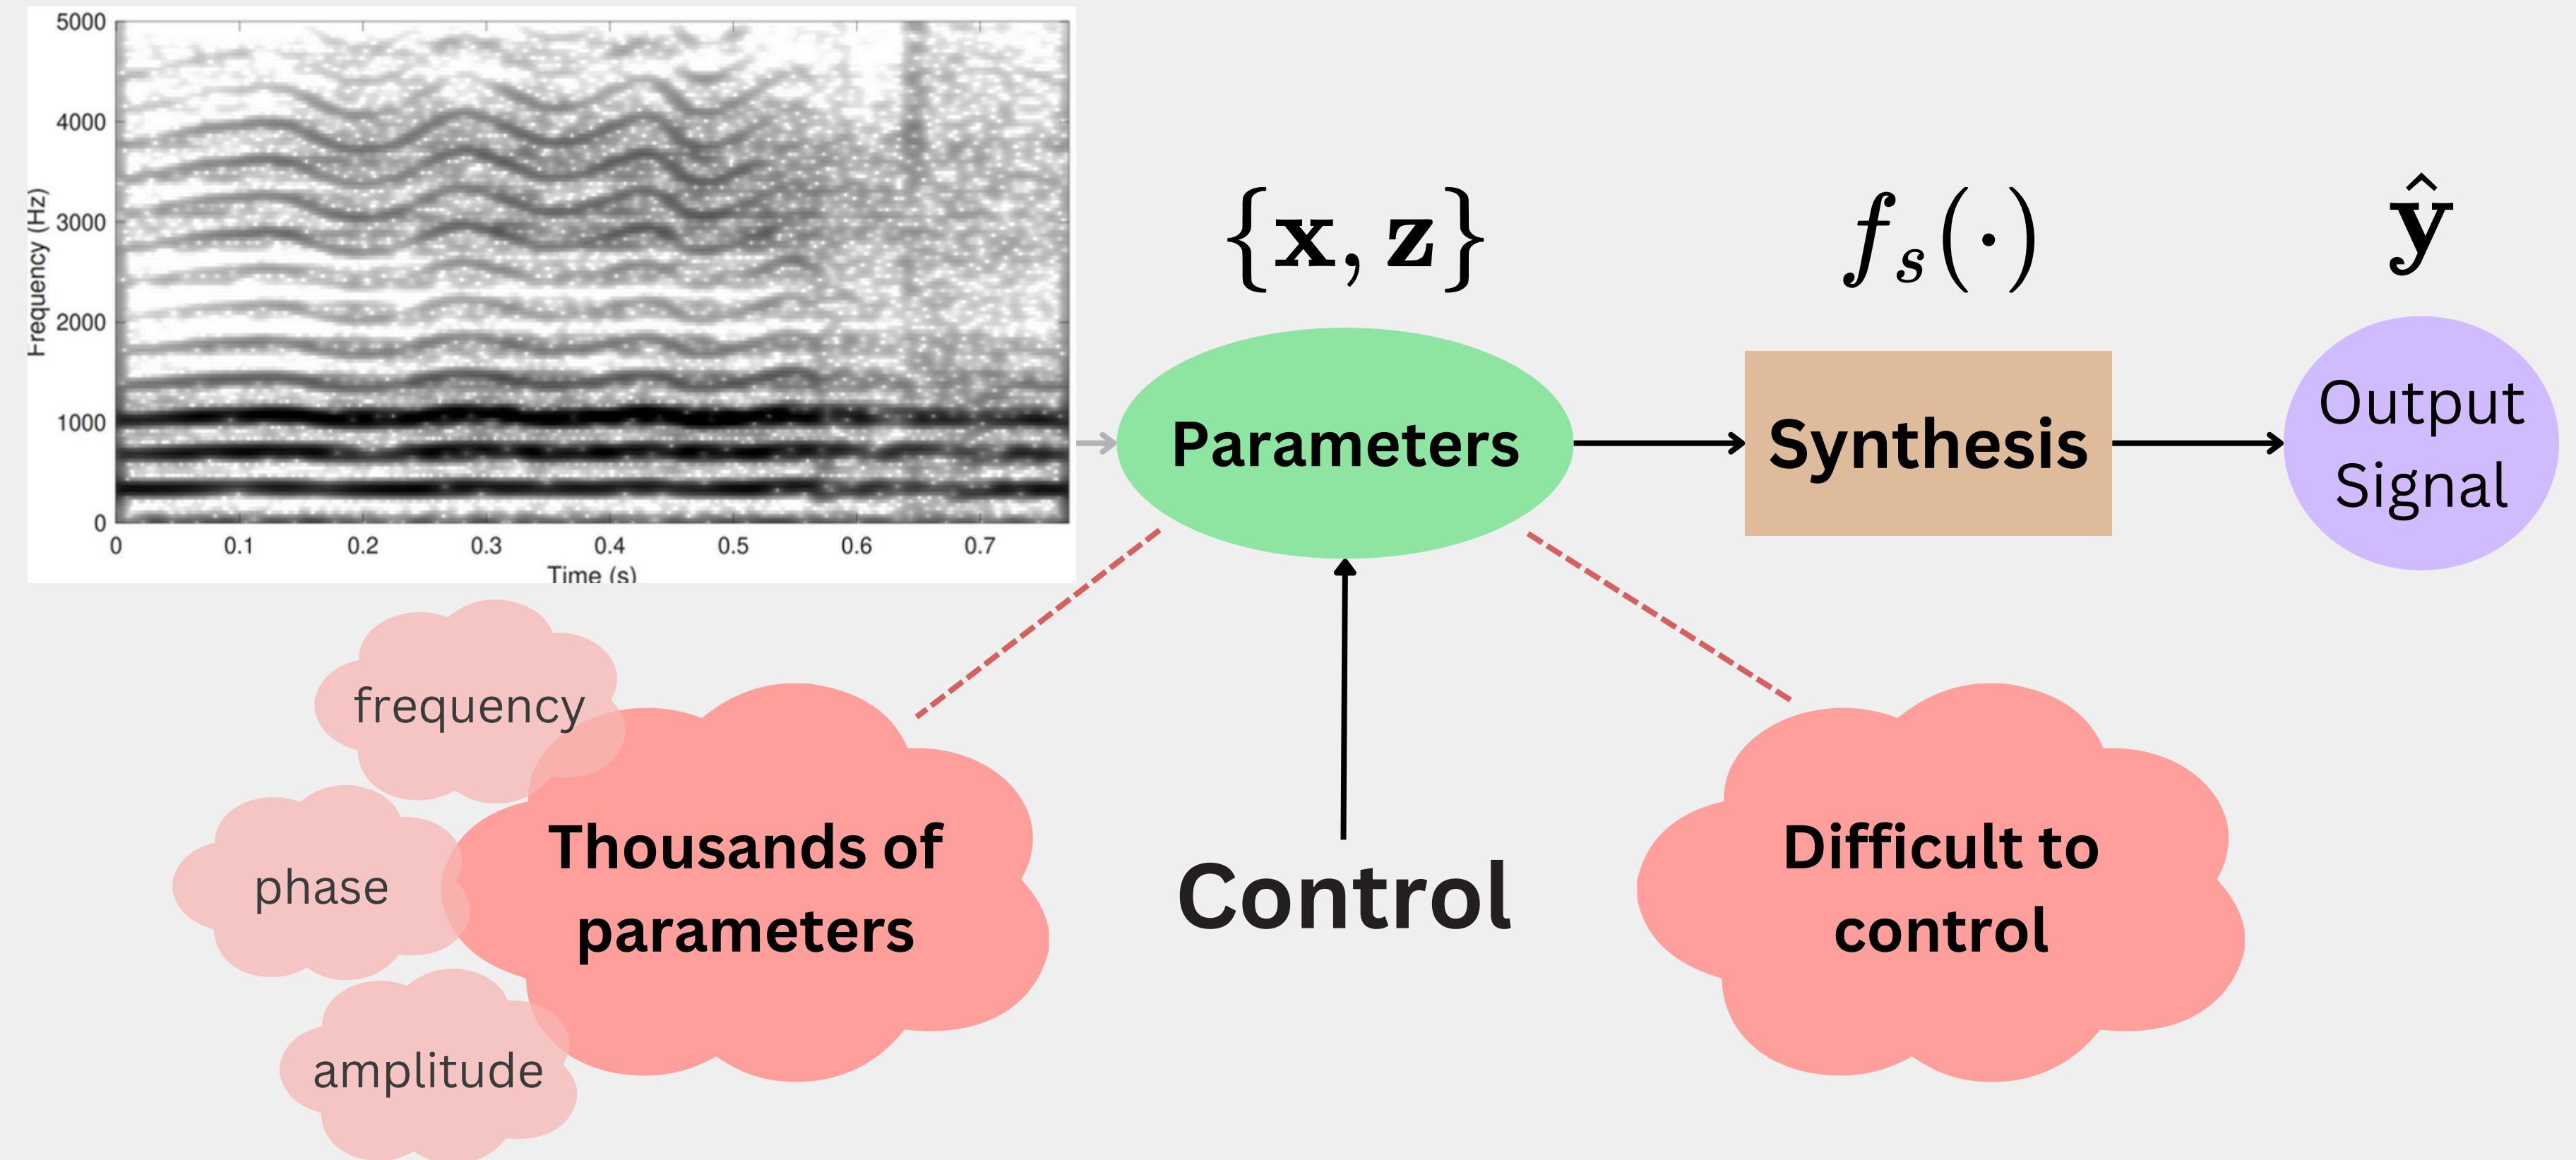 5000
4000
3000
2000
1000
0
Frequency (Hz)
0 0.1 0.2 0.3 0.4 0.5 0.6 0.7
Time (s)
{x, z}
f_s(·)
ŷ
Parameters
Synthesis
Output
Signal
frequency
phase
amplitude
Thousands of
parameters
Control
Difficult to
control